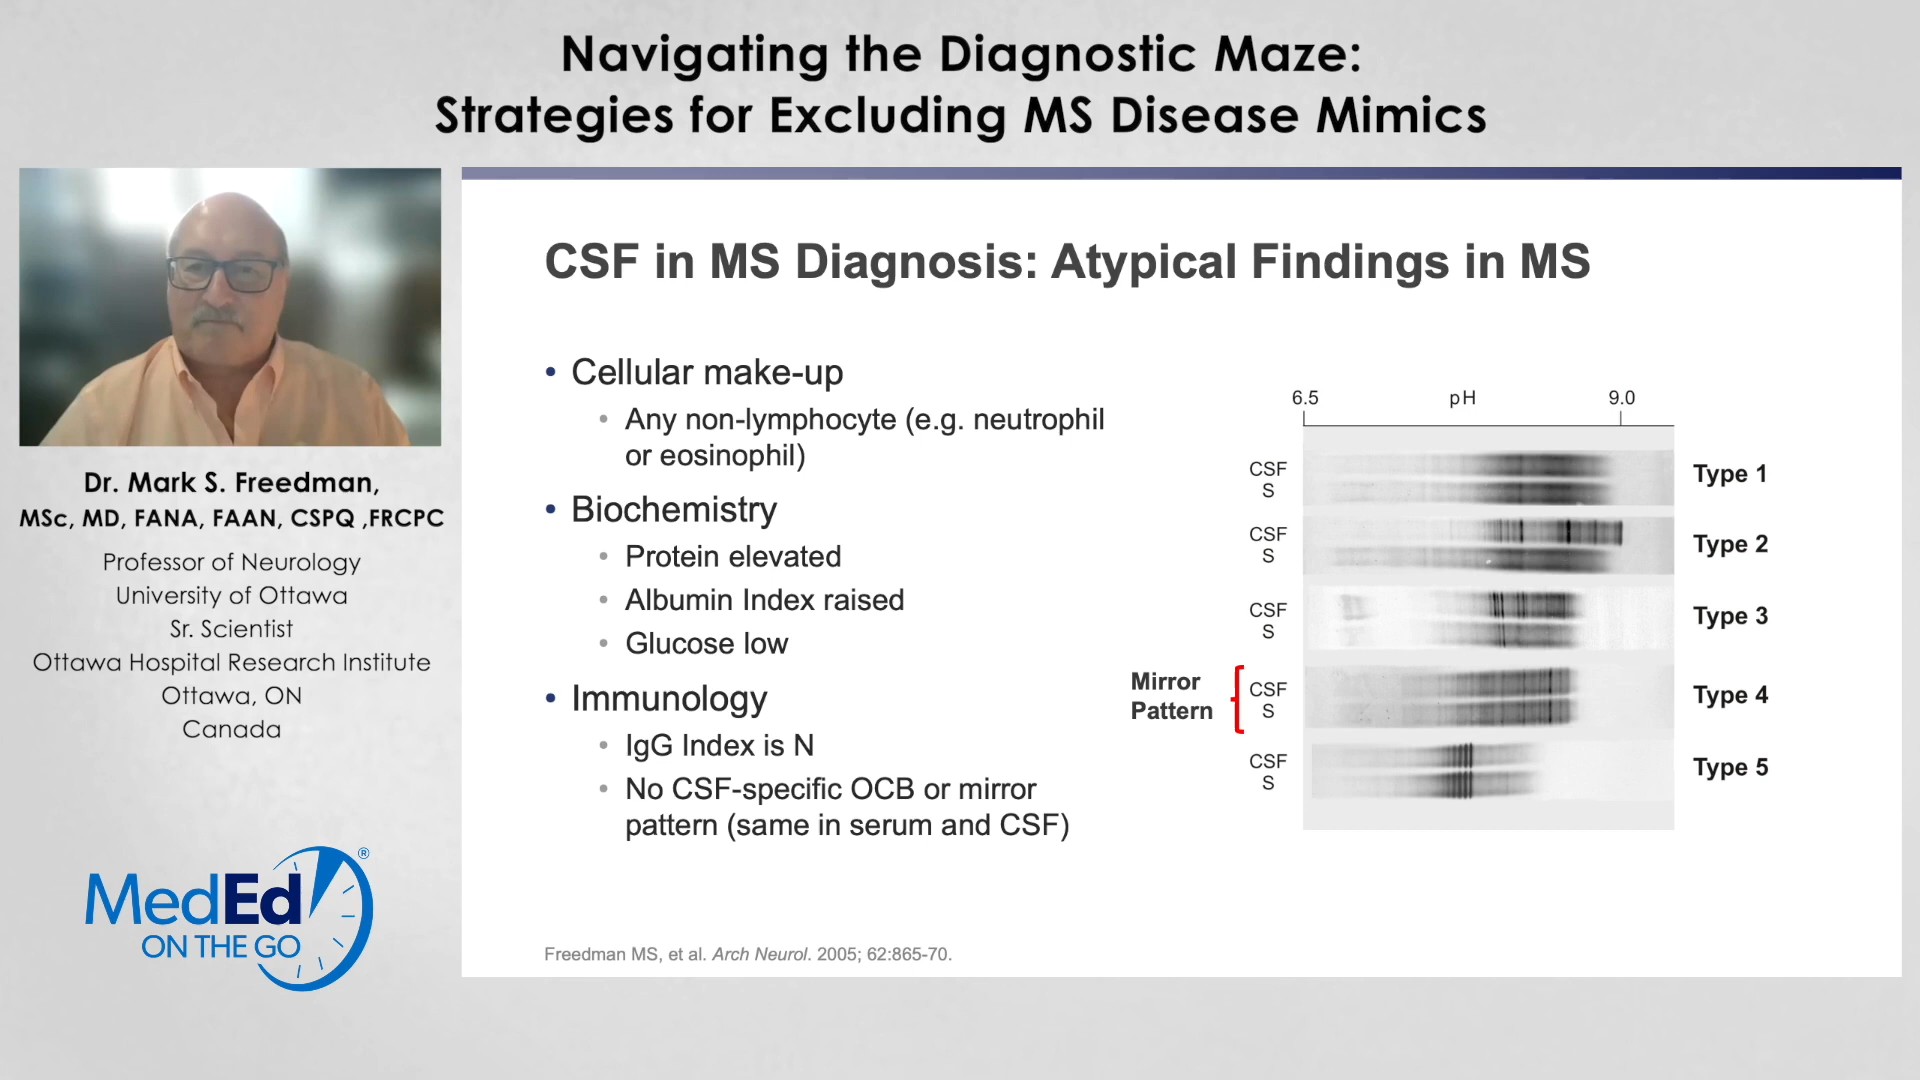 Navigating the Diagnostic Maze:
Strategies for Excluding MS Disease Mimics
Dr. Mark S. Freedman,
MSc, MD, FANA, FAAN, CSPQ ,FRCPC
Professor of Neurology
University of Ottawa
Sr. Scientist
Ottawa Hospital Research Institute
Ottawa, ON
Canada
MedEd®
ON THE GO
CSF in MS Diagnosis: Atypical Findings in MS
• Cellular make-up
• Any non-lymphocyte (e.g. neutrophil
or eosinophil)
• Biochemistry
• Protein elevated
• Albumin Index raised
• Glucose low
• Immunology
• IgG Index is N
• No CSF-specific OCB or mirror
pattern (same in serum and CSF)
6.5 pH 9.0
CSF
S
Type 1
CSF
S
Type 2
CSF
S
Type 3
Mirror
Pattern
CSF
S
Type 4
CSF
S
Type 5
Freedman MS, et al. Arch Neurol. 2005; 62:865-70.